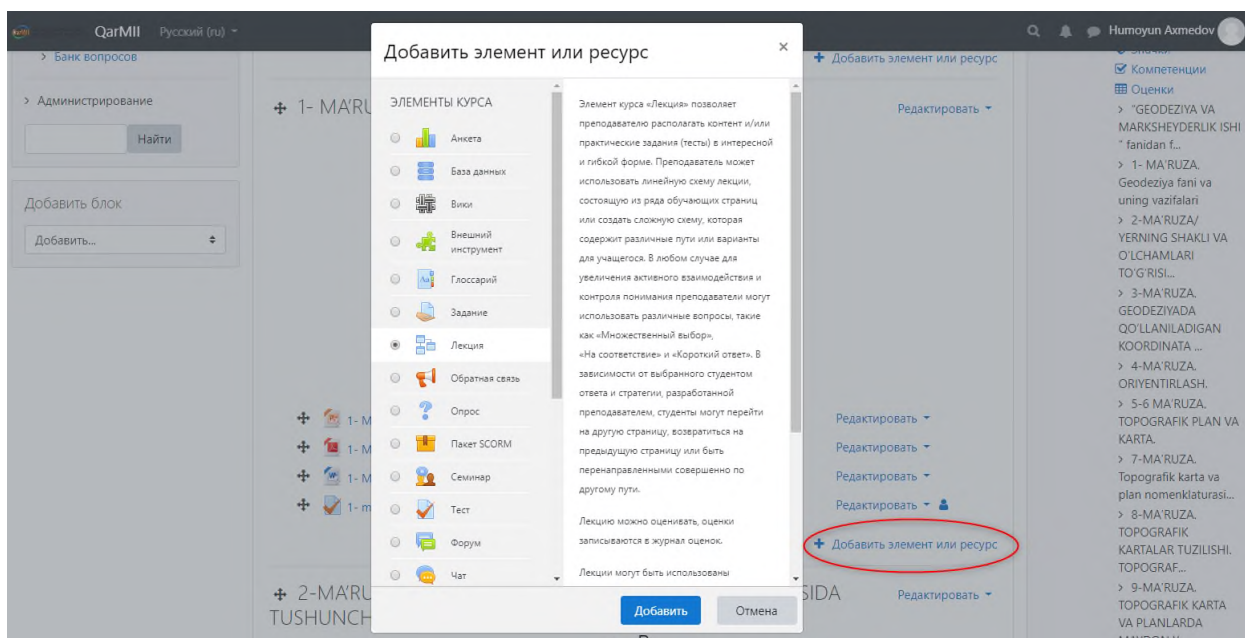 QarMII Русский (ru)
Humoyun Axmedov
Банк вопросов
Администрирование
Найти
Добавить блок
Добавить...
Добавить элемент или ресурс
1- MA'RU
Редактировать
1- M
Редактировать
1- M
Редактировать
1- M
Редактировать
1- m
Редактировать
Добавить элемент или ресурс
2-MA'RU
SIDA
Редактировать
TUSHUNCH
Добавить элемент или ресурс
×
ЭЛЕМЕНТЫ КУРСА
Анкета
База данных
Вики
Внешний
инструмент
Глоссарий
Задание
Лекция
Обратная связь
Опрос
Пакет SCORM
Семинар
Тест
Форум
Чат
Элемент курса «Лекция» позволяет
преподавателю располагать контент и/или
практические задания (тесты) в интересной
и гибкой форме. Преподаватель может
использовать линейную схему лекции,
состоящую из ряда обучающих страниц
или создать сложную схему, которая
содержит различные пути или варианты
для учащегося. В любом случае для
увеличения активного взаимодействия и
контроля понимания преподаватели могут
использовать различные вопросы, такие
как «Множественный выбор»,
«На соответствие» и «Короткий ответ». В
зависимости от выбранного студентом
ответа и стратегии, разработанной
преподавателем, студенты могут перейти
на другую страницу, возвратиться на
предыдущую страницу или быть
перенаправленными совершенно по
другому пути.
Лекцию можно оценивать, оценки
записываются в журнал оценок.
Лекции могут быть использованы
Добавить
Отмена
Компетенции
Оценки
"GEODEZIYA VA
MARKSHEYDERLIK ISHI
" fanidan f...
1- MA'RUZA.
Geodeziya fani va
uning vazifalari
2-MA'RUZA/
YERNING SHAKLI VA
O'LCHAMLARI
TO'G'RISI...
3-MA'RUZA.
GEODEZIYADA
QO'LLANILADIGAN
KOORDINATA ...
4-MA'RUZA.
ORIYENTIRLASH.
5-6 MA'RUZA.
TOPOGRAFIK PLAN VA
KARTA.
7-MA'RUZA.
Topografik karta va
plan nomenklaturasi...
8-MA'RUZA.
TOPOGRAFIK
KARTALAR TUZILISHI.
TOPOGRAF...
9-MA'RUZA.
TOPOGRAFIK KARTA
VA PLANLARDA